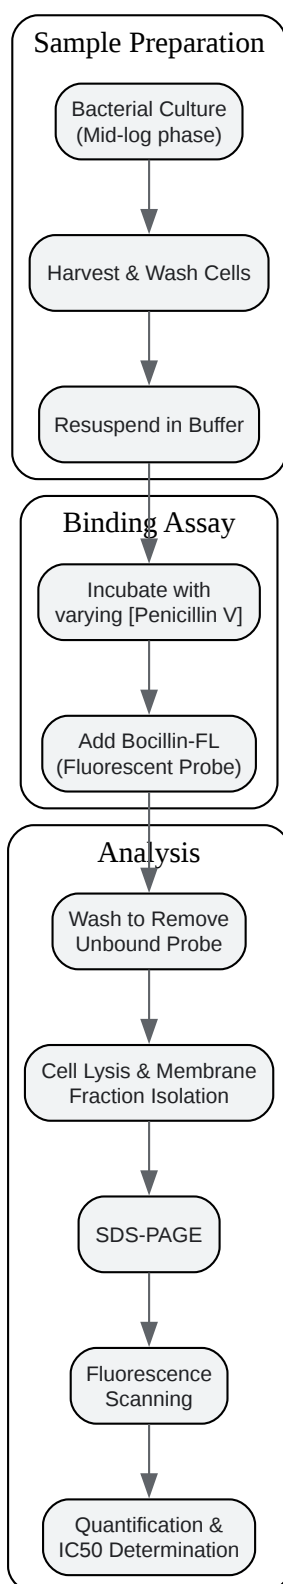 Sample Preparation
Bacterial Culture
(Mid-log phase)
Harvest & Wash Cells
Resuspend in Buffer
Binding Assay
Incubate with
varying [Penicillin V]
Add Bocillin-FL
(Fluorescent Probe)
Analysis
Wash to Remove
Unbound Probe
Cell Lysis & Membrane
Fraction Isolation
SDS-PAGE
Fluorescence
Scanning
Quantification &
IC50 Determination